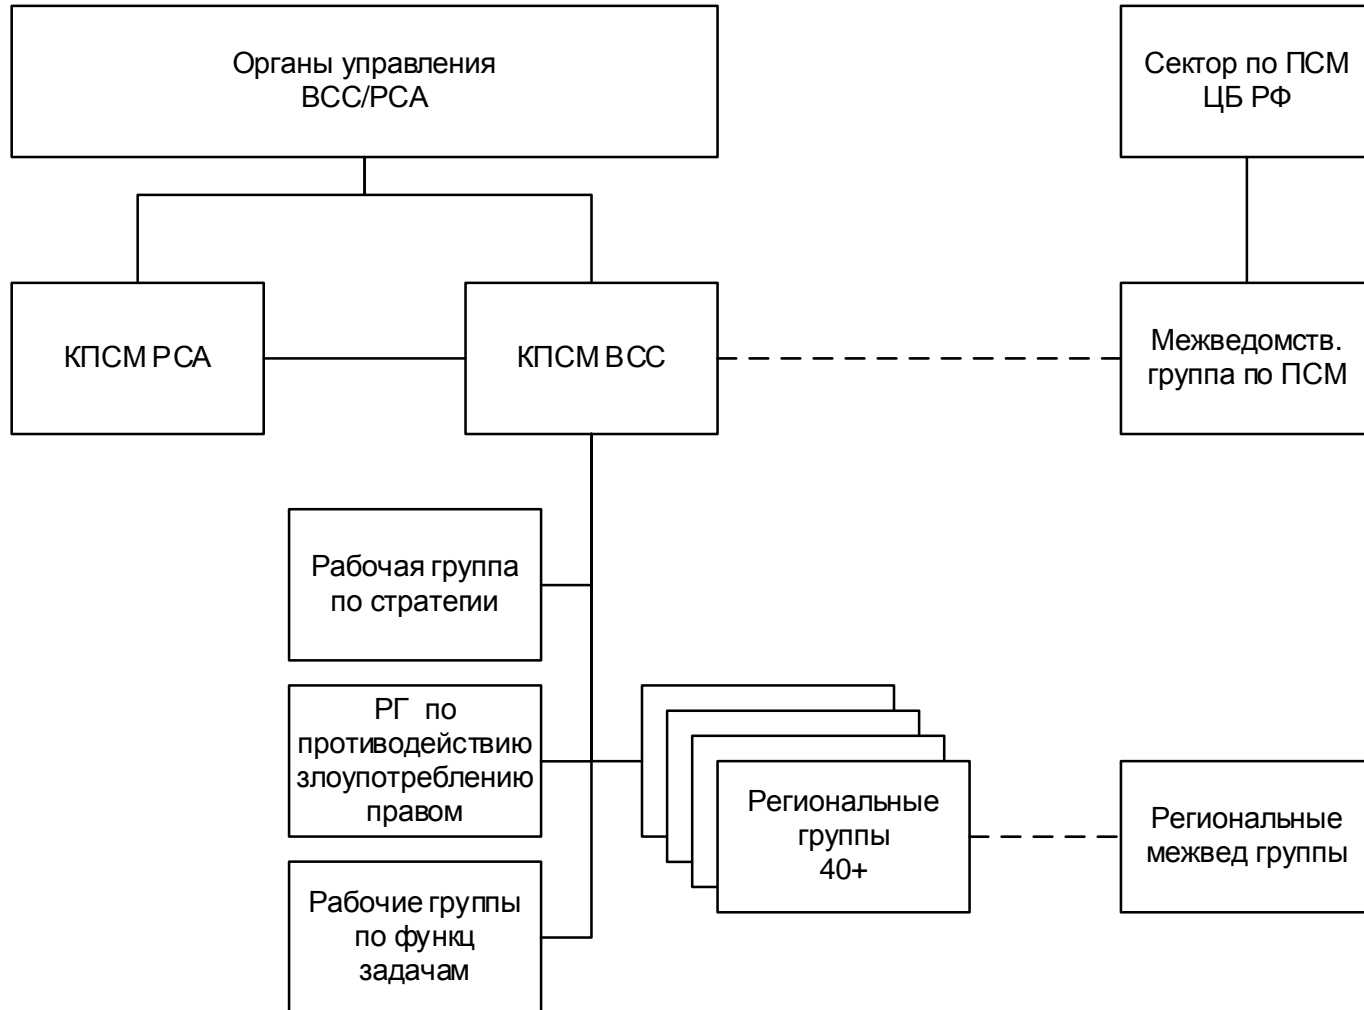 Органы управления
ВСС/РСА
Сектор по ПСМ
ЦБ РФ
КПСМ РСА
КПСМ ВСС
Межведомств.
группа по ПСМ
Рабочая группа
по стратегии
РГ по
противодействию
злоупотреблению
правом
Региональные
группы
40+
Региональные
межвед группы
Рабочие группы
по функц
задачам